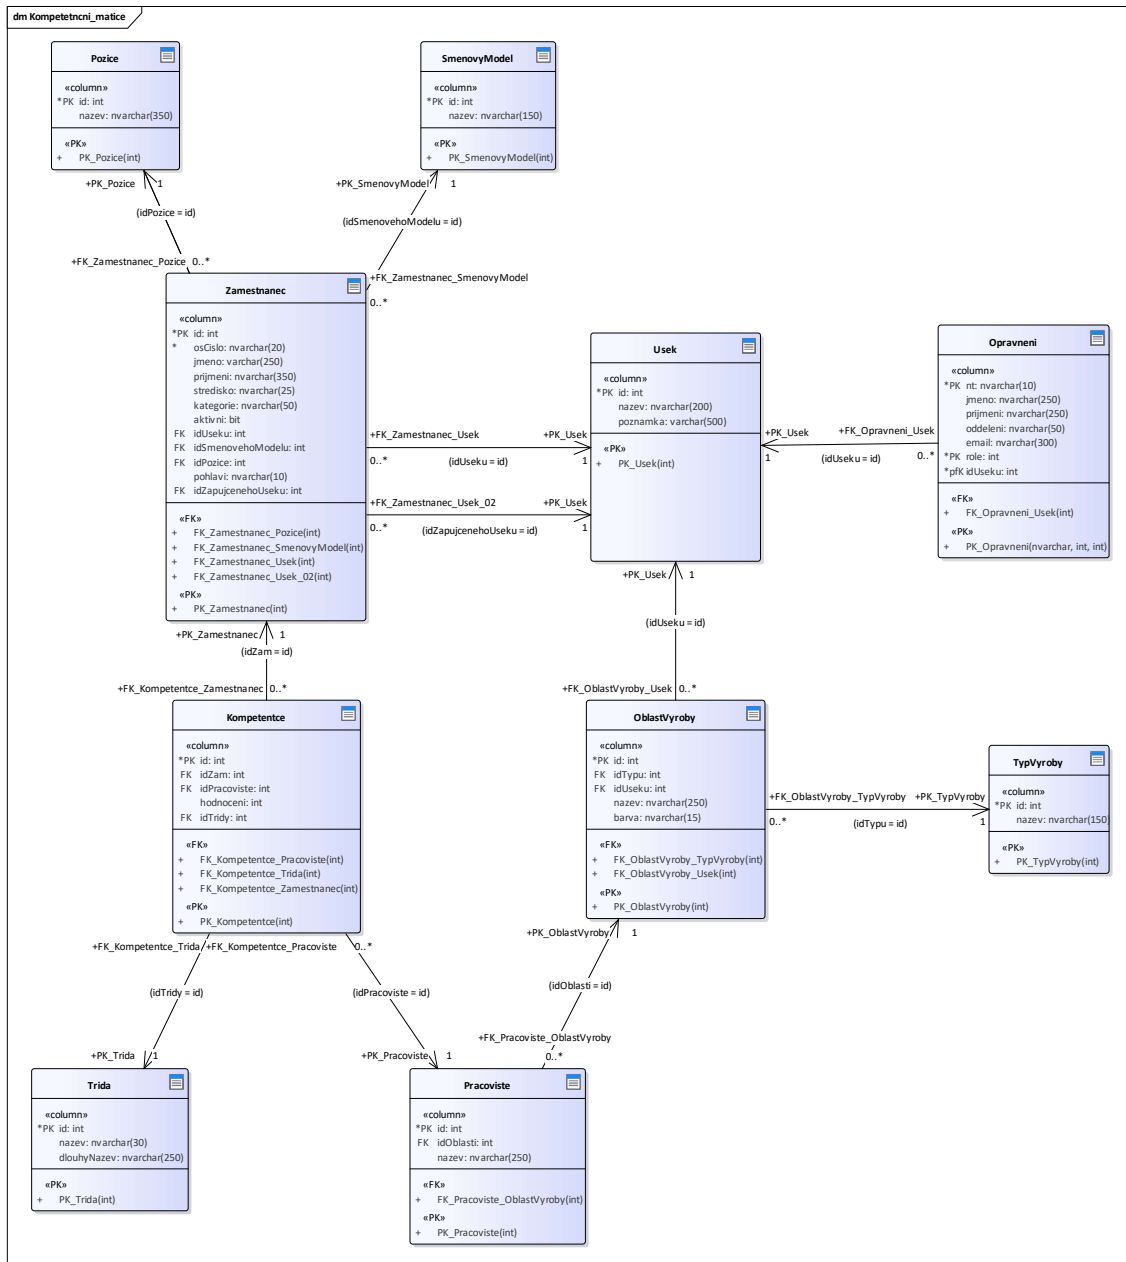 dm Kompetetncni_matice
Pozice
«column»
*PK id: int
nazev: nvarchar(350)
«PK»
+ PK_Pozice(int)
SmenovyModel
«column»
*PK id: int
nazev: nvarchar(150)
«PK»
+ PK_SmenovyModel(int)
+PK_Pozice 1
(idPozice = id)
+FK_Zamestnanec_Pozice 0..*
+PK_SmenovyModel 1
(idSmenovehoModelu = id)
+FK_Zamestnanec_SmenovyModel
0..*
Zamestnanec
«column»
*PK id: int
* osCislo: nvarchar(20)
jmeno: varchar(250)
prijmeni: nvarchar(350)
stredisko: nvarchar(25)
kategorie: nvarchar(50)
aktivni: bit
FK idUseku: int
FK idSmenovehoModelu: int
FK idPozice: int
pohlavi: nvarchar(10)
FK idZapujcenehoUseku: int
«FK»
+ FK_Zamestnanec_Pozice(int)
+ FK_Zamestnanec_SmenovyModel(int)
+ FK_Zamestnanec_Usek(int)
+ FK_Zamestnanec_Usek_02(int)
«PK»
+ PK_Zamestnanec(int)
+FK_Zamestnanec_Usek +PK_Usek
0..* (idUseku = id) 1
+FK_Zamestnanec_Usek_02 +PK_Usek
0..* (idZapujcenehoUseku = id) 1
Usek
«column»
*PK id: int
nazev: nvarchar(200)
poznamka: varchar(500)
«PK»
+ PK_Usek(int)
+PK_Usek +FK_Opravneni_Usek
1 (idUseku = id) 0..*
Opravneni
«column»
*PK nt: nvarchar(10)
jmeno: nvarchar(250)
prijmeni: nvarchar(250)
oddeleni: nvarchar(50)
email: nvarchar(300)
*PK role: int
*pfK idUseku: int
«FK»
+ FK_Opravneni_Usek(int)
«PK»
+ PK_Opravneni(nvarchar, int, int)
+PK_Zamestnanec 1
(idZam = id)
+FK_Kompetentce_Zamestnanec 0..*
+PK_Usek 1
(idUseku = id)
+FK_OblastVyroby_Usek 0..*
Kompetentce
«column»
*PK id: int
FK idZam: int
FK idPracoviste: int
hodnoceni: int
FK idTridy: int
«FK»
+ FK_Kompetentce_Pracoviste(int)
+ FK_Kompetentce_Trida(int)
+ FK_Kompetentce_Zamestnanec(int)
«PK»
+ PK_Kompetentce(int)
OblastVyroby
«column»
*PK id: int
FK idTypu: int
FK idUseku: int
nazev: nvarchar(250)
barva: nvarchar(15)
«FK»
+ FK_OblastVyroby_TypVyroby(int)
+ FK_OblastVyroby_Usek(int)
«PK»
+ PK_OblastVyroby(int)
+FK_OblastVyroby_TypVyroby +PK_TypVyroby
0..* (idTypu = id) 1
TypVyroby
«column»
*PK id: int
nazev: nvarchar(150)
«PK»
+ PK_TypVyroby(int)
+FK_Kompetentce_Trida +FK_Kompetentce_Pracoviste 0..*
(idTridy = id)
(idPracoviste = id)
+PK_Trida 1
+PK_Pracoviste 1
+PK_OblastVyroby 1
(idOblasti = id)
+FK_Pracoviste_OblastVyroby
0..*
Trida
«column»
*PK id: int
nazev: nvarchar(30)
dlouhyNazev: nvarchar(250)
«PK»
+ PK_Trida(int)
Pracoviste
«column»
*PK id: int
FK idOblasti: int
nazev: nvarchar(250)
«FK»
+ FK_Pracoviste_OblastVyroby(int)
«PK»
+ PK_Pracoviste(int)